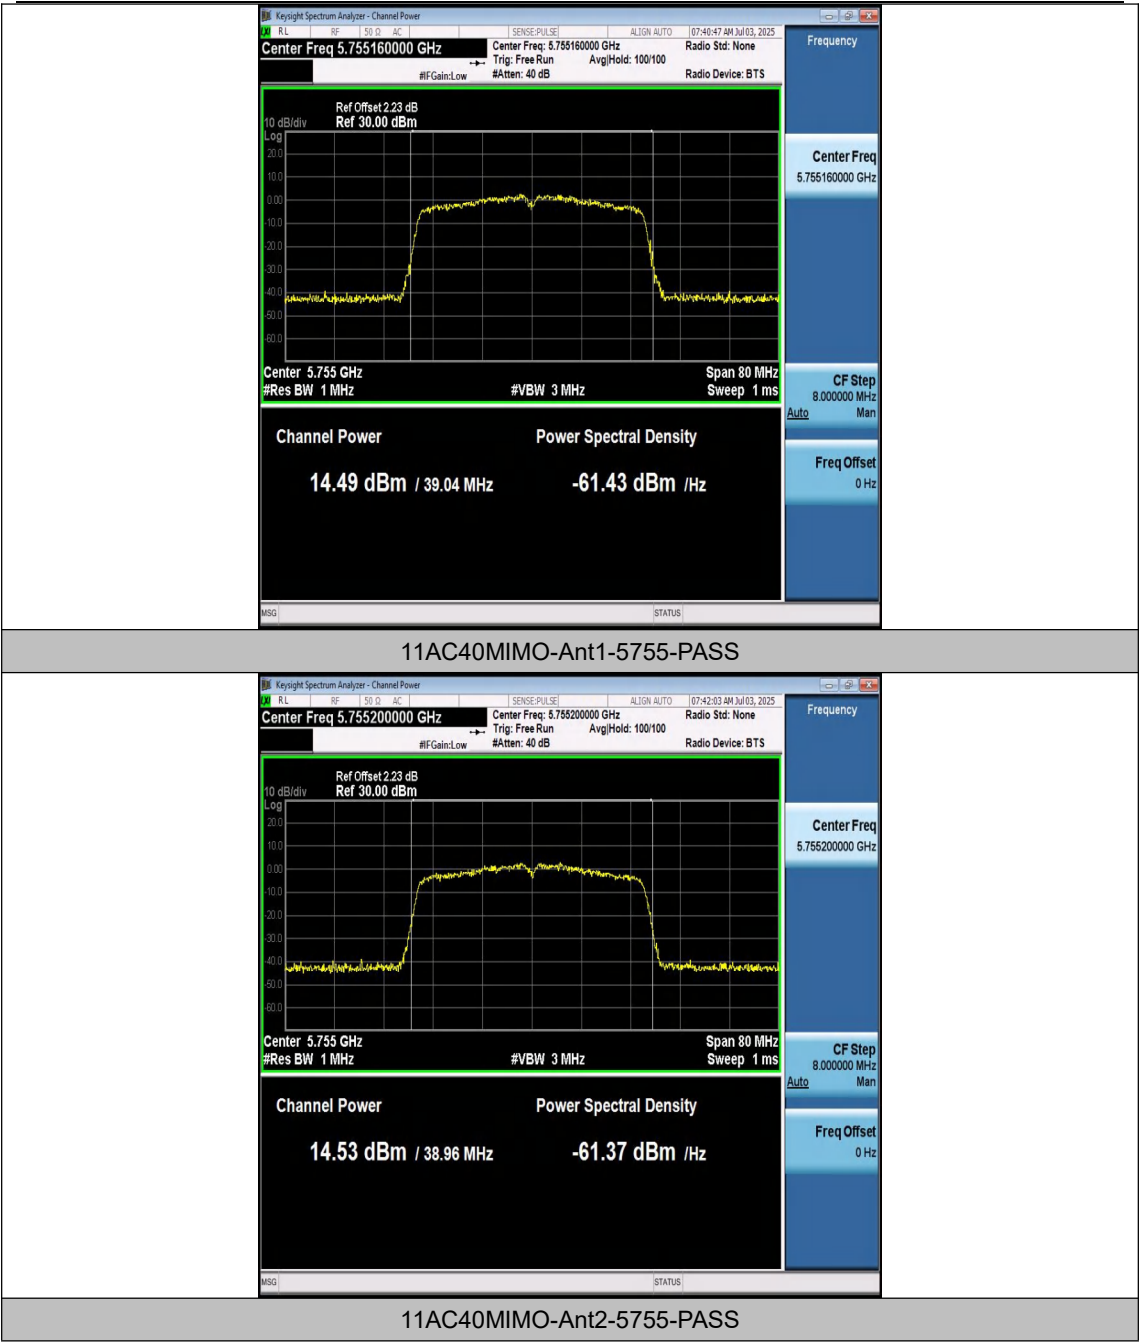 Keysight Spectrum Analyzer - Channel Power
LXI RL RF 50 Ω AC SENSE:PULSE ALIGN AUTO 07:40:47 AM Jul 03, 2025
Center Freq 5.755160000 GHz
Center Freq: 5.755160000 GHz Radio Std: None
Trig: Free Run Avg|Hold: 100/100
#IFGain:Low #Atten: 40 dB Radio Device: BTS
Frequency
Ref Offset 2.23 dB
10 dB/div Ref 30.00 dBm
Log
20.0
10.0
0.00
-10.0
-20.0
-30.0
-40.0
-50.0
-60.0
Center 5.755 GHz Span 80 MHz
#Res BW 1 MHz #VBW 3 MHz Sweep 1 ms
Center Freq
5.755160000 GHz
CF Step
8.000000 MHz
Auto Man
Freq Offset
0 Hz
Channel Power Power Spectral Density
14.49 dBm / 39.04 MHz -61.43 dBm /Hz
MSG STATUS
11AC40MIMO-Ant1-5755-PASS
Keysight Spectrum Analyzer - Channel Power
LXI RL RF 50 Ω AC SENSE:PULSE ALIGN AUTO 07:42:03 AM Jul 03, 2025
Center Freq 5.755200000 GHz
Center Freq: 5.755200000 GHz Radio Std: None
Trig: Free Run Avg|Hold: 100/100
#IFGain:Low #Atten: 40 dB Radio Device: BTS
Frequency
Ref Offset 2.23 dB
10 dB/div Ref 30.00 dBm
Log
20.0
10.0
0.00
-10.0
-20.0
-30.0
-40.0
-50.0
-60.0
Center 5.755 GHz Span 80 MHz
#Res BW 1 MHz #VBW 3 MHz Sweep 1 ms
Center Freq
5.755200000 GHz
CF Step
8.000000 MHz
Auto Man
Freq Offset
0 Hz
Channel Power Power Spectral Density
14.53 dBm / 38.96 MHz -61.37 dBm /Hz
MSG STATUS
11AC40MIMO-Ant2-5755-PASS